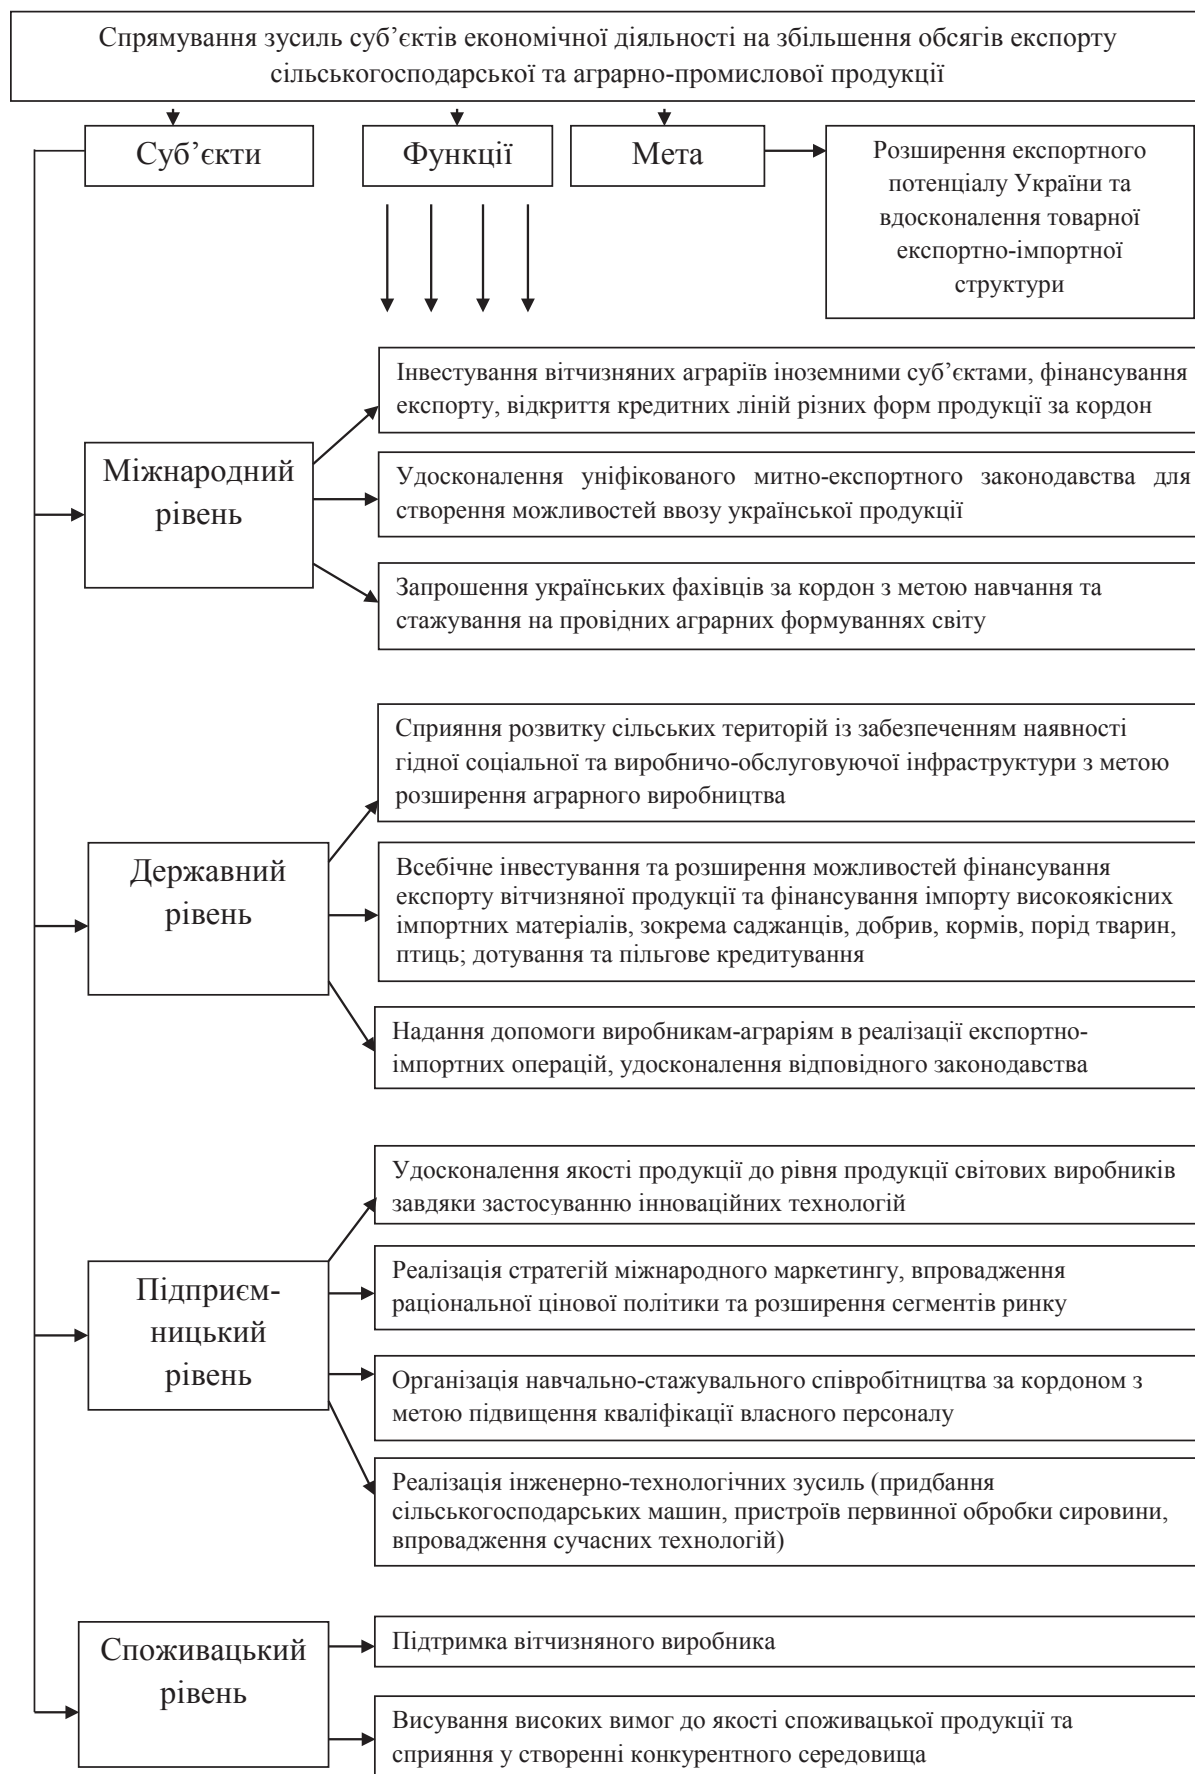 Спрямування зусиль суб’єктів економічної діяльності на збільшення обсягів експорту
сільськогосподарської та аграрно-промислової продукції
Суб’єкти
Функції
Мета
Розширення експортного
потенціалу України та
вдосконалення товарної
експортно-імпортної
структури
Міжнародний
рівень
Інвестування вітчизняних аграріїв іноземними суб’єктами, фінансування
експорту, відкриття кредитних ліній різних форм продукції за кордон
Удосконалення уніфікованого митно-експортного законодавства для
створення можливостей ввозу української продукції
Запрошення українських фахівців за кордон з метою навчання та
стажування на провідних аграрних формуваннях світу
Державний
рівень
Сприяння розвитку сільських територій із забезпеченням наявності
гідної соціальної та виробничо-обслуговуючої інфраструктури з метою
розширення аграрного виробництва
Всебічне інвестування та розширення можливостей фінансування
експорту вітчизняної продукції та фінансування імпорту високоякісних
імпортних матеріалів, зокрема саджанців, добрив, кормів, порід тварин,
птиць; дотування та пільгове кредитування
Надання допомоги виробникам-аграріям в реалізації експортно-
імпортних операцій, удосконалення відповідного законодавства
Підприєм-
ницький
рівень
Удосконалення якості продукції до рівня продукції світових виробників
завдяки застосуванню інноваційних технологій
Реалізація стратегій міжнародного маркетингу, впровадження
раціональної цінової політики та розширення сегментів ринку
Організація навчально-стажувального співробітництва за кордоном з
метою підвищення кваліфікації власного персоналу
Реалізація інженерно-технологічних зусиль (придбання
сільськогосподарських машин, пристроїв первинної обробки сировини,
впровадження сучасних технологій)
Споживацький
рівень
Підтримка вітчизняного виробника
Висування високих вимог до якості споживацької продукції та
сприяння у створенні конкурентного середовища